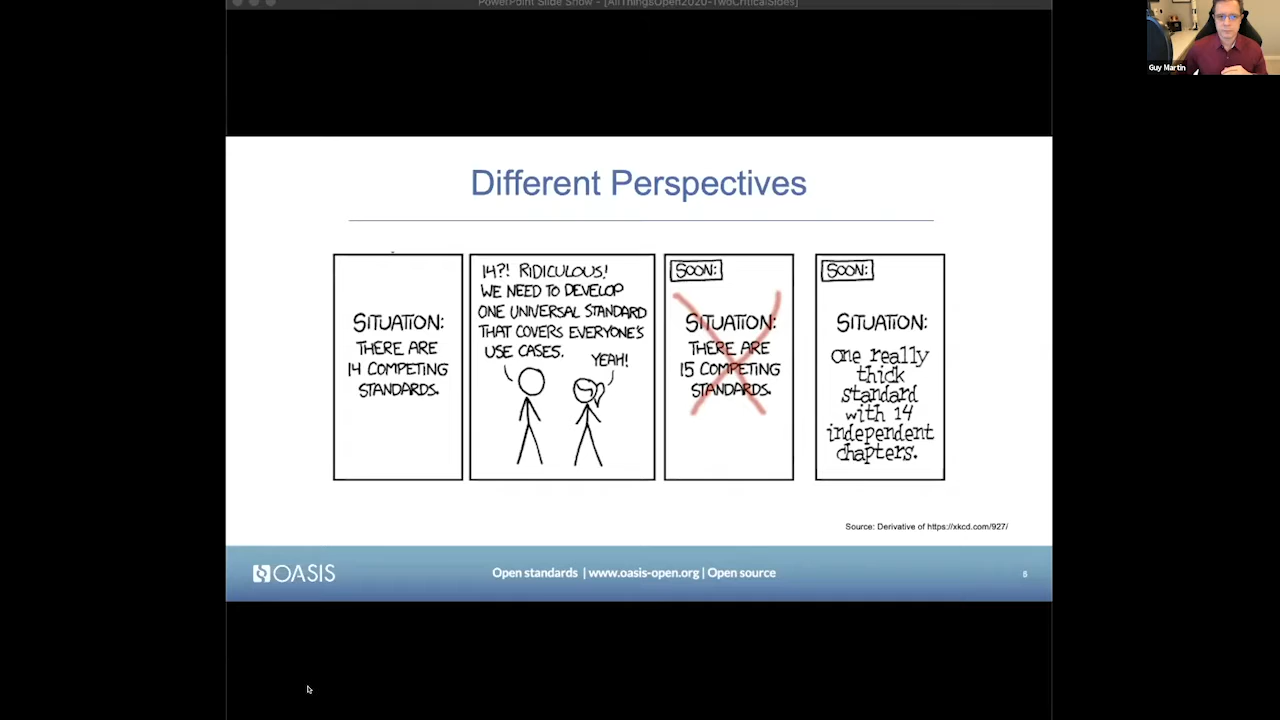 PowerPoint Slide Show - [AllThingsOpen2020-TwoCriticalSides]
Guy Martin
Different Perspectives
SITUATION:
THERE ARE
14 COMPETING
STANDARDS.
14?! RIDICULOUS!
WE NEED TO DEVELOP
ONE UNIVERSAL STANDARD
THAT COVERS EVERYONE'S
USE CASES.
YEAH!
SOON:
SITUATION:
THERE ARE
15 COMPETING
STANDARDS.
SOON:
SITUATION:
one really
thick
standard
with 14
independent
chapters.
Source: Derivative of https://xkcd.com/927/
OASIS
Open standards | www.oasis-open.org | Open source